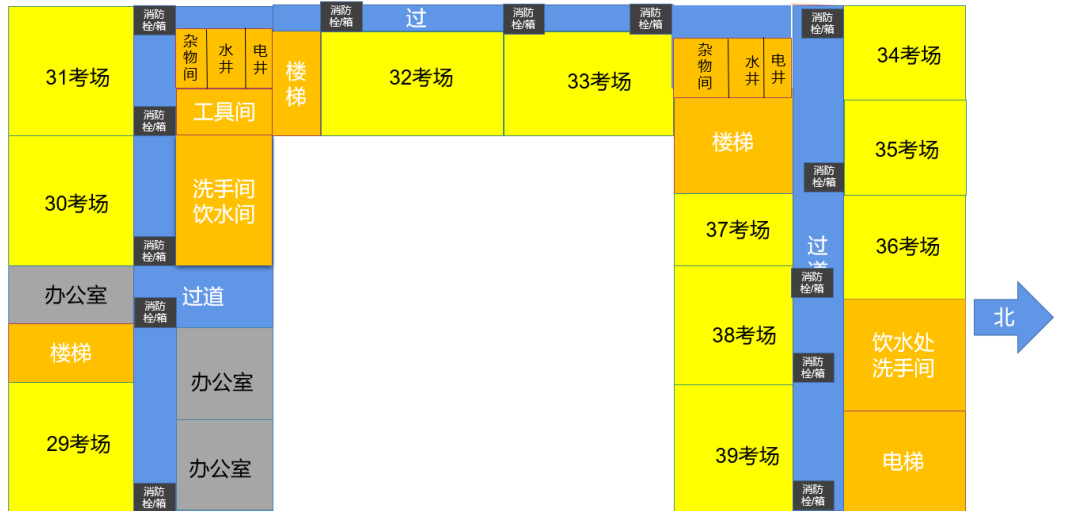 消防
栓/箱
31考场
消防
栓/箱
30考场
消防
栓/箱
办公室
消防
栓/箱
楼梯
29考场
消防
栓/箱
杂
物
间
水
井
电
井
工具间
洗手间
饮水间
过道
办公室
办公室
楼
梯
消防
栓/箱
过
消防
栓/箱
消防
栓/箱
32考场
33考场
杂
物
间
水
井
电
井
楼梯
37考场
38考场
39考场
消防
栓/箱
消防
栓/箱
过
道
消防
栓/箱
消防
栓/箱
消防
栓/箱
34考场
35考场
36考场
饮水处
洗手间
电梯
北